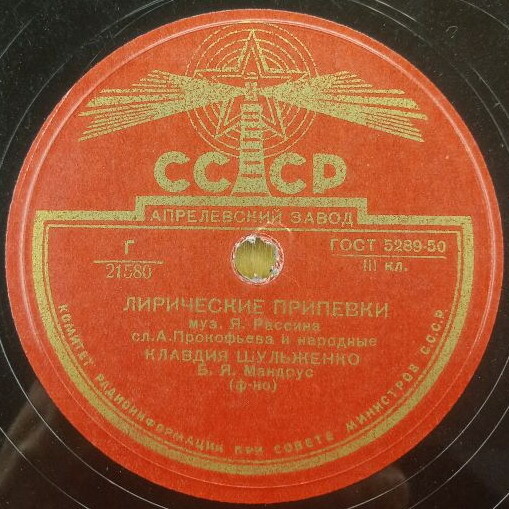 СССР
АПРЕЛЕВСКИЙ ЗАВОД
Г
21580
ГОСТ 5289-50
III кл.
ЛИРИЧЕСКИЕ ПРИПЕВКИ
муз. Я. Рассина
сл. А. Прокофьева и народные
КЛАВДИЯ ШУЛЬЖЕНКО
Б. Я. Мандрус
(ф-но)
КОМИТЕТ РАДИОИНФОРМАЦИИ ПРИ СОВЕТЕ МИНИСТРОВ СССР